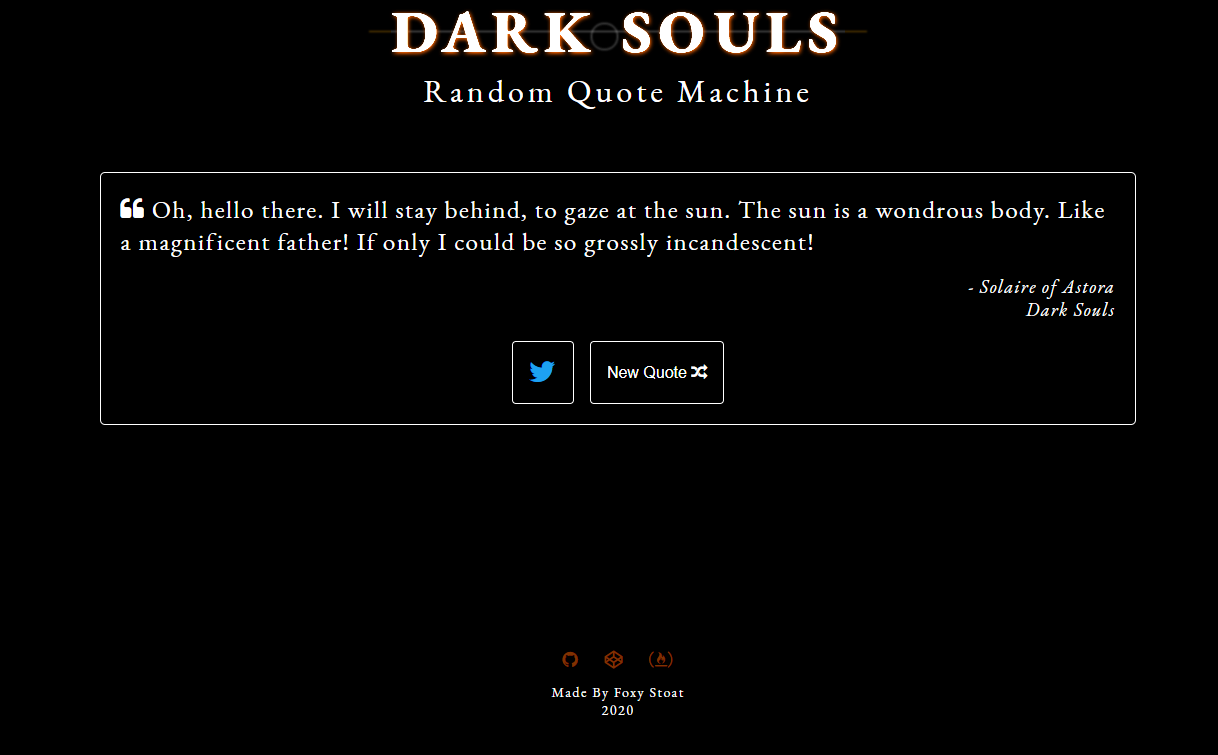 DARK SOULS
Random Quote Machine
Oh, hello there. I will stay behind, to gaze at the sun. The sun is a wondrous body. Like
a magnificent father! If only I could be so grossly incandescent!
- Solaire of Astora
Dark Souls
New Quote
Made By Foxy Stoat
2020